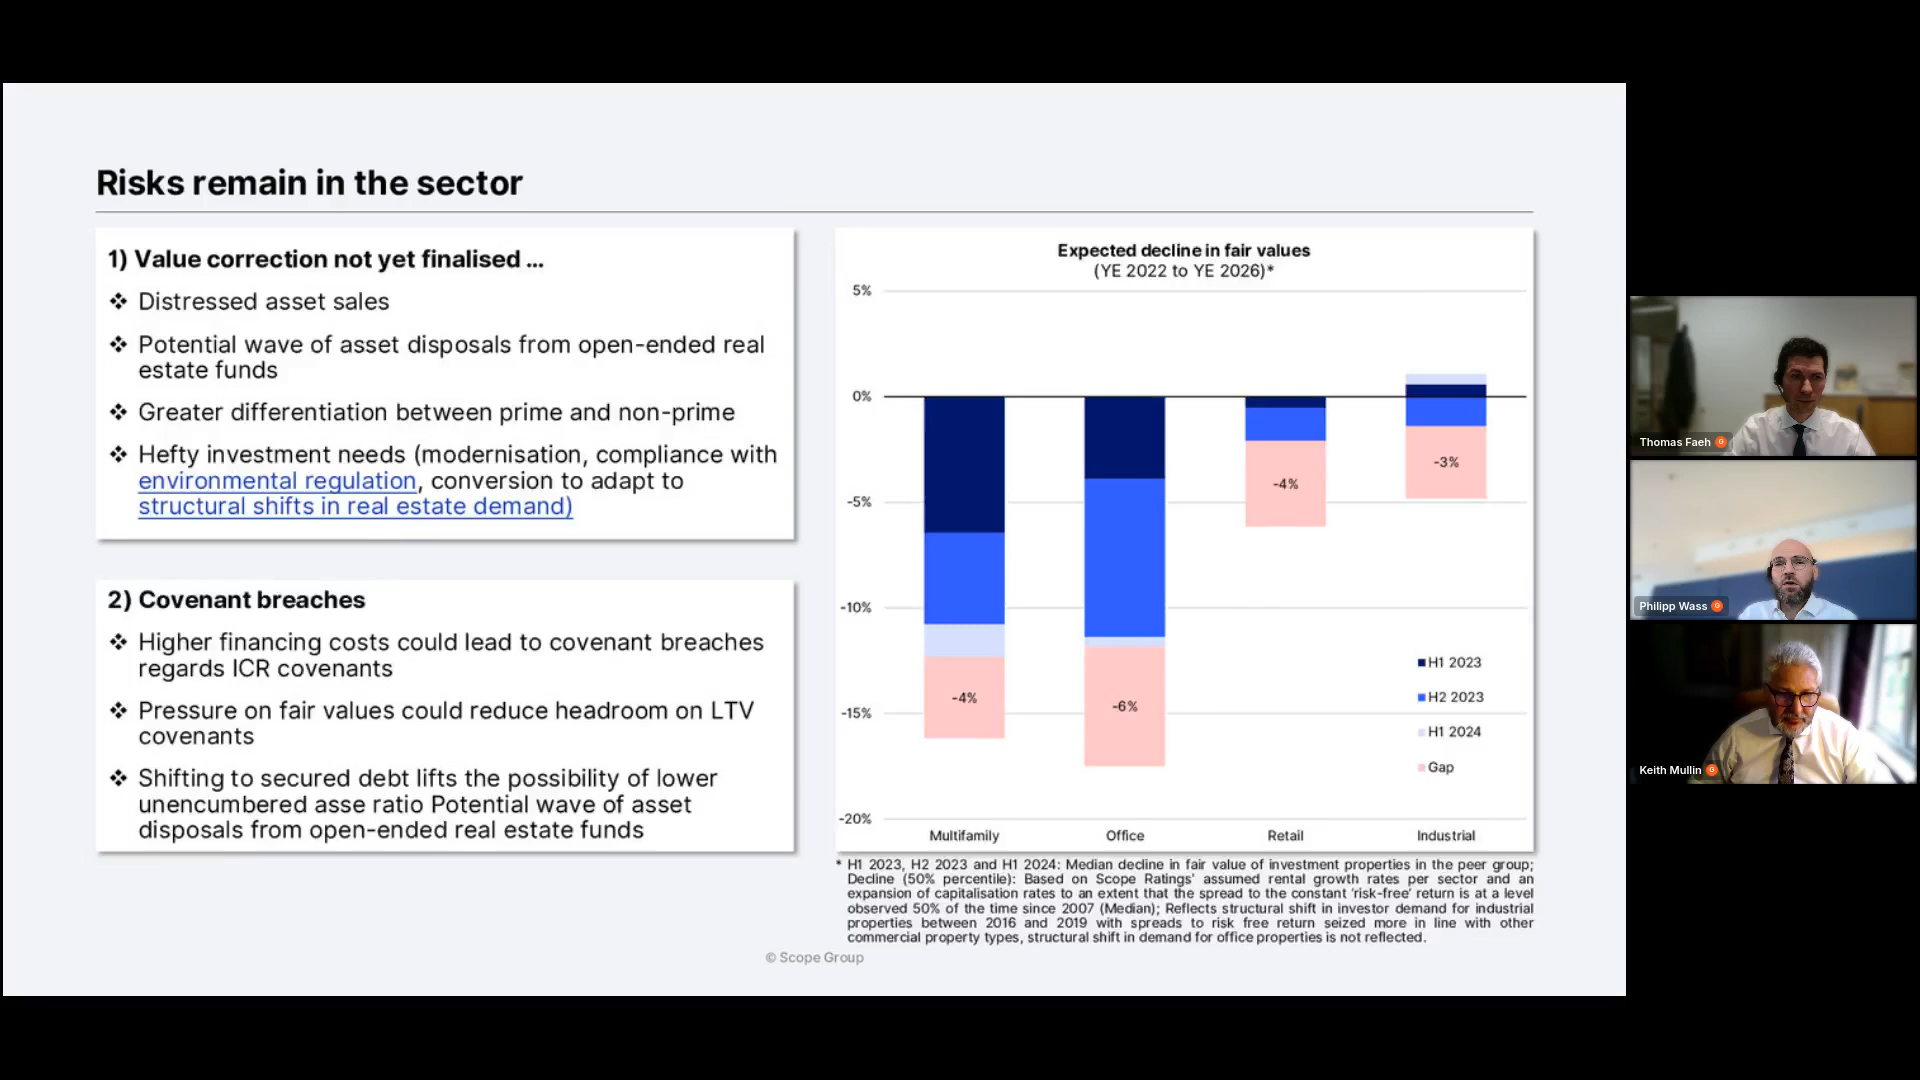 Risks remain in the sector
1) Value correction not yet finalised ...
❖ Distressed asset sales
❖ Potential wave of asset disposals from open-ended real
estate funds
❖ Greater differentiation between prime and non-prime
❖ Hefty investment needs (modernisation, compliance with
environmental regulation, conversion to adapt to
structural shifts in real estate demand)
2) Covenant breaches
❖ Higher financing costs could lead to covenant breaches
regards ICR covenants
❖ Pressure on fair values could reduce headroom on LTV
covenants
❖ Shifting to secured debt lifts the possibility of lower
unencumbered asse ratio Potential wave of asset
disposals from open-ended real estate funds
Expected decline in fair values
(YE 2022 to YE 2026)*
5%
0%
-5%
-10%
-15%
-20%
-4%
-6%
-4%
-3%
H1 2023
H2 2023
H1 2024
Gap
Multifamily
Office
Retail
Industrial
* H1 2023, H2 2023 and H1 2024: Median decline in fair value of investment properties in the peer group;
Decline (50% percentile): Based on Scope Ratings' assumed rental growth rates per sector and an
expansion of capitalisation rates to an extent that the spread to the constant 'risk-free' return is at a level
observed 50% of the time since 2007 (Median); Reflects structural shift in investor demand for industrial
properties between 2016 and 2019 with spreads to risk free return seized more in line with other
commercial property types, structural shift in demand for office properties is not reflected.
© Scope Group
Thomas Faeh
Philipp Wass
Keith Mullin